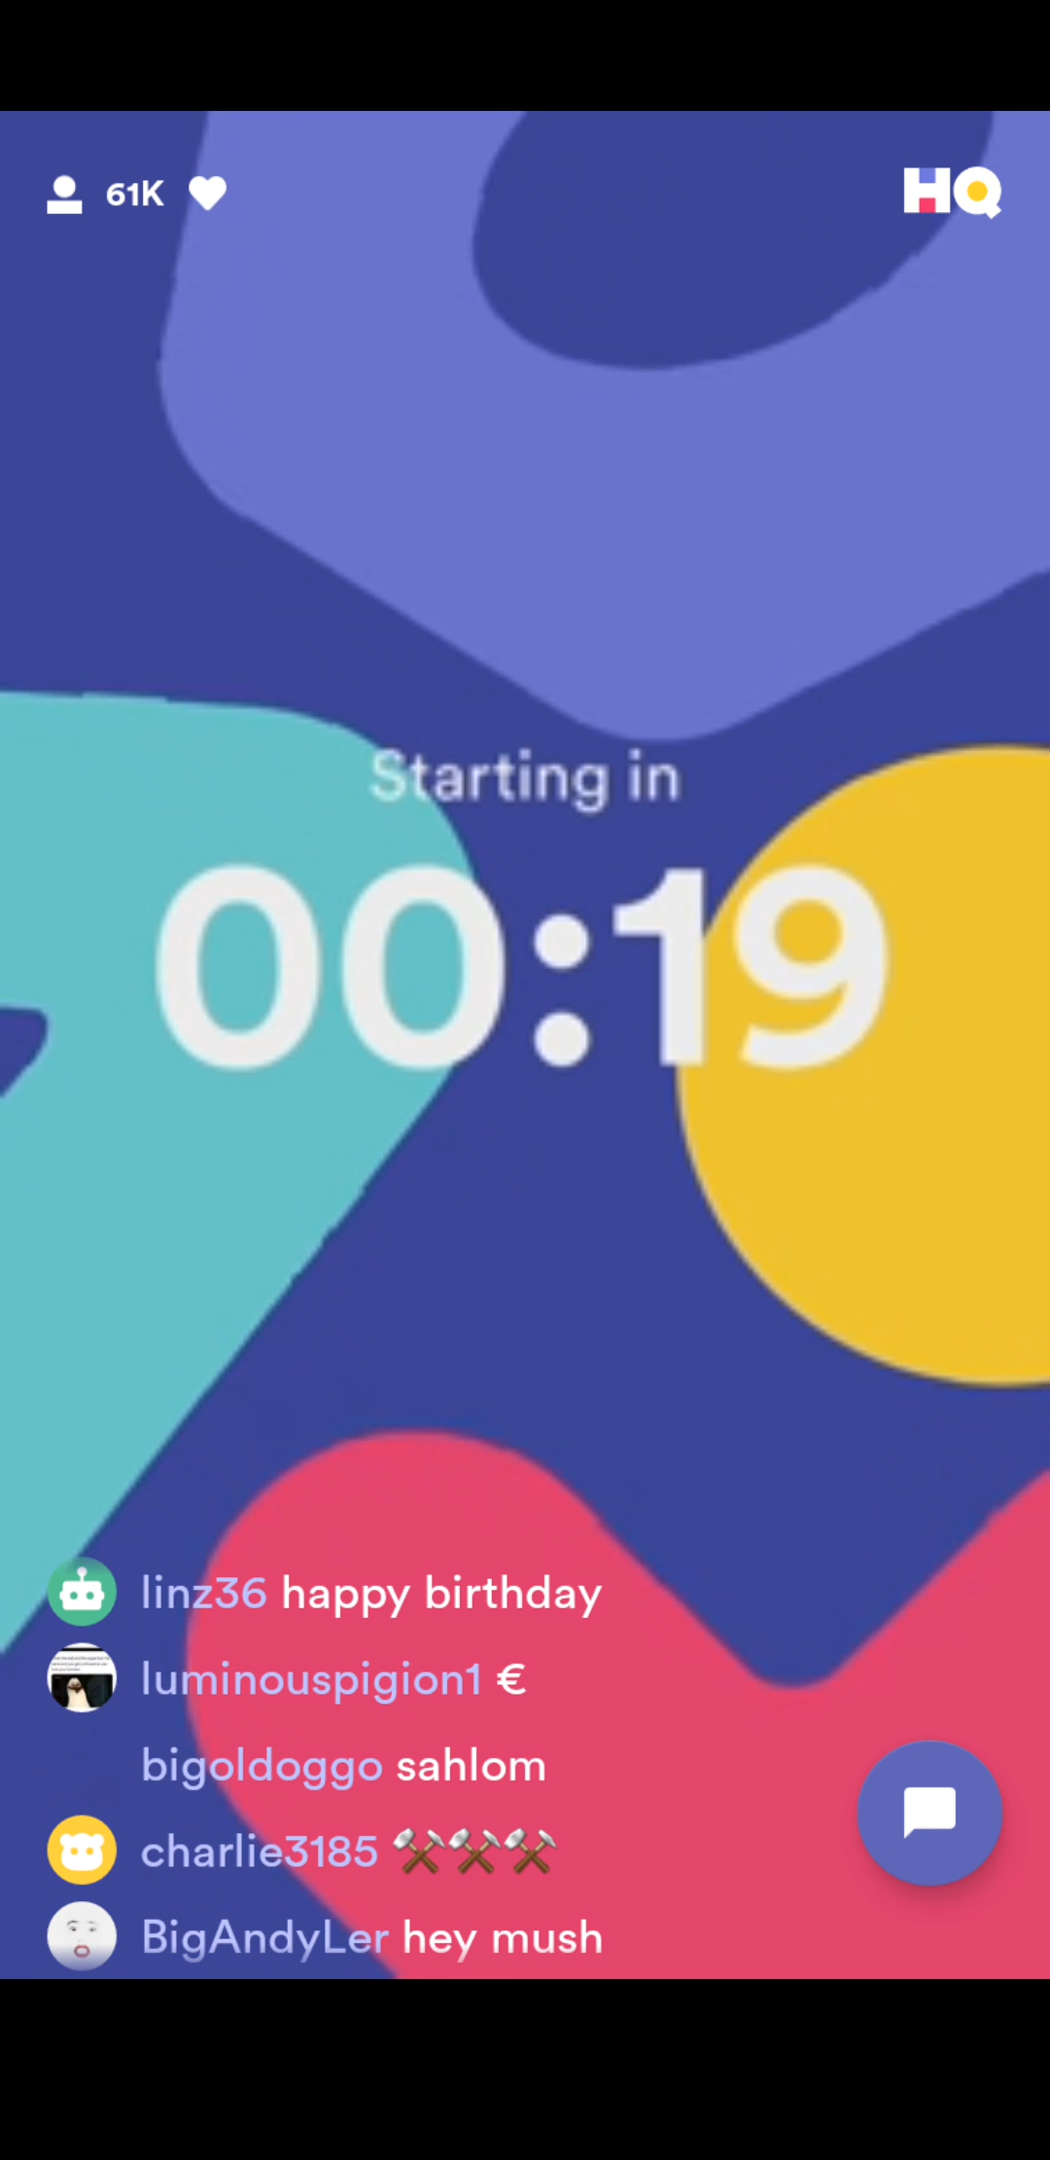 61K
HQ
Starting in
00:19
linz36 happy birthday
luminouspigion1 €
bigoldoggo sahlom
charlie3185 ⚒️⚒️⚒️
BigAndyLer hey mush